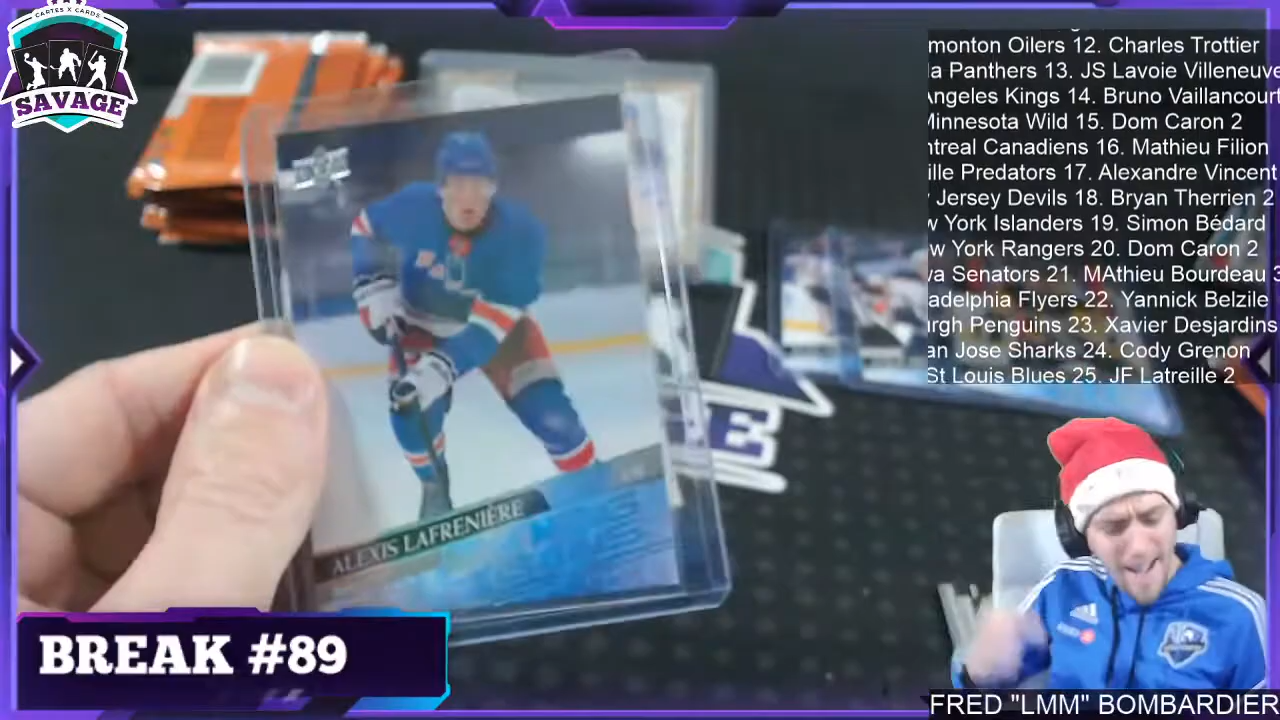 CARTES X CARDS
SAVAGE
monton Oilers 12. Charles Trottier
la Panthers 13. JS Lavoie Villeneuve
Angeles Kings 14. Bruno Vaillancourt
Minnesota Wild 15. Dom Caron 2
ntreal Canadiens 16. Mathieu Filion
ille Predators 17. Alexandre Vincent
Jersey Devils 18. Bryan Therrien 2
w York Islanders 19. Simon Bédard
w York Rangers 20. Dom Caron 2
va Senators 21. MAthieu Bourdeau 3
adelphia Flyers 22. Yannick Belzile
urgh Penguins 23. Xavier Desjardins
an Jose Sharks 24. Cody Grenon
St Louis Blues 25. JF Latreille 2
ALEXIS LAFRENIÈRE
BREAK #89
FRED "LMM" BOMBARDIER